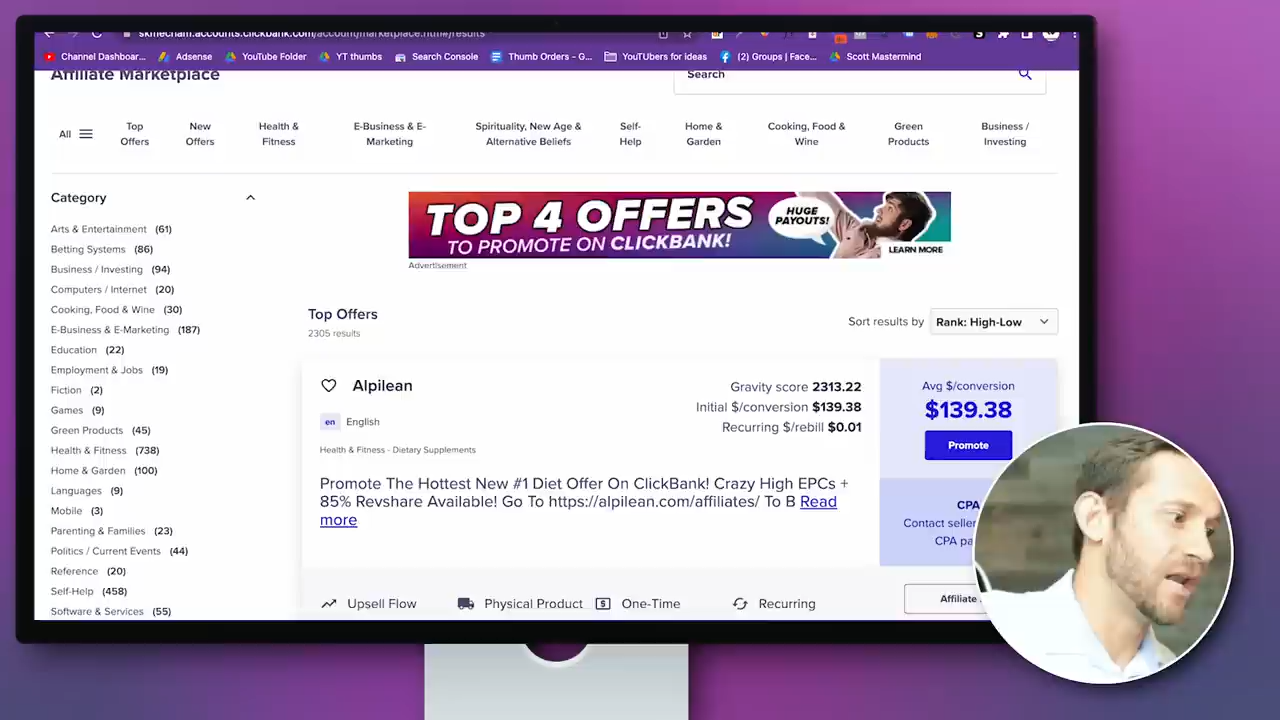 skmecham.accounts.clickbank.com/account/marketplace.htm#/results
Channel Dashboar... Adsense YouTube Folder YT thumbs Search Console Thumb Orders - G... YouTUbers for ideas (2) Groups | Face... Scott Mastermind
Affiliate Marketplace
Search
All
Top Offers
New Offers
Health & Fitness
E-Business & E-Marketing
Spirituality, New Age & Alternative Beliefs
Self-Help
Home & Garden
Cooking, Food & Wine
Green Products
Business / Investing
Category
Arts & Entertainment (61)
Betting Systems (86)
Business / Investing (94)
Computers / Internet (20)
Cooking, Food & Wine (30)
E-Business & E-Marketing (187)
Education (22)
Employment & Jobs (19)
Fiction (2)
Games (9)
Green Products (45)
Health & Fitness (738)
Home & Garden (100)
Languages (9)
Mobile (3)
Parenting & Families (23)
Politics / Current Events (44)
Reference (20)
Self-Help (458)
Software & Services (55)
TOP 4 OFFERS
TO PROMOTE ON CLICKBANK!
HUGE
PAYOUTS!
LEARN MORE
Advertisement
Top Offers
2305 results
Sort results by Rank: High-Low
Alpilean
en English
Health & Fitness - Dietary Supplements
Gravity score 2313.22
Initial $/conversion $139.38
Recurring $/rebill $0.01
Promote The Hottest New #1 Diet Offer On ClickBank! Crazy High EPCs +
85% Revshare Available! Go To https://alpilean.com/affiliates/ To B Read
more
Avg $/conversion
$139.38
Promote
CPA
Contact seller
CPA pa
Upsell Flow Physical Product One-Time Recurring
Affiliate